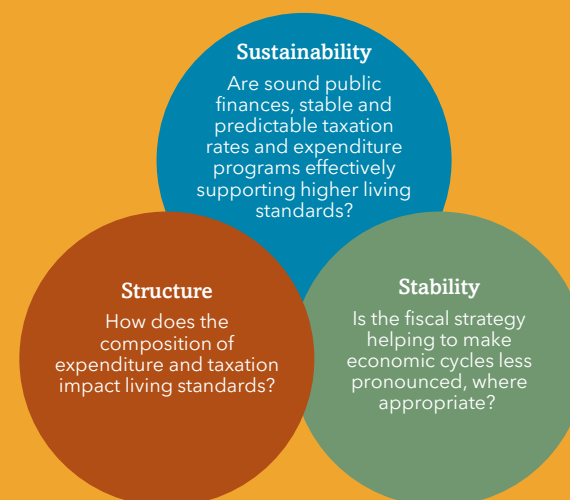 Sustainability
Are sound public
finances, stable and
predictable taxation
rates and expenditure
programs effectively
supporting higher living
standards?
Structure
How does the
composition of
expenditure and taxation
impact living standards?
Stability
Is the fiscal strategy
helping to make
economic cycles less
pronounced, where
appropriate?